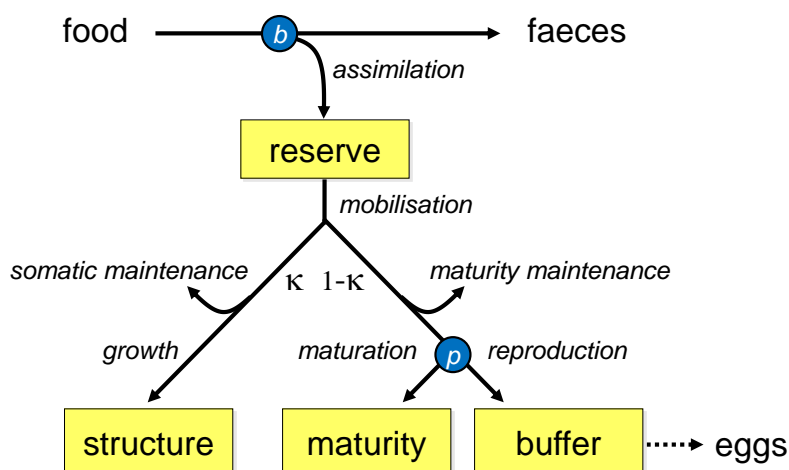 food
b
faeces
assimilation
reserve
mobilisation
somatic maintenance
κ 1-κ
maturity maintenance
growth
maturation
p
reproduction
structure
maturity
buffer
eggs